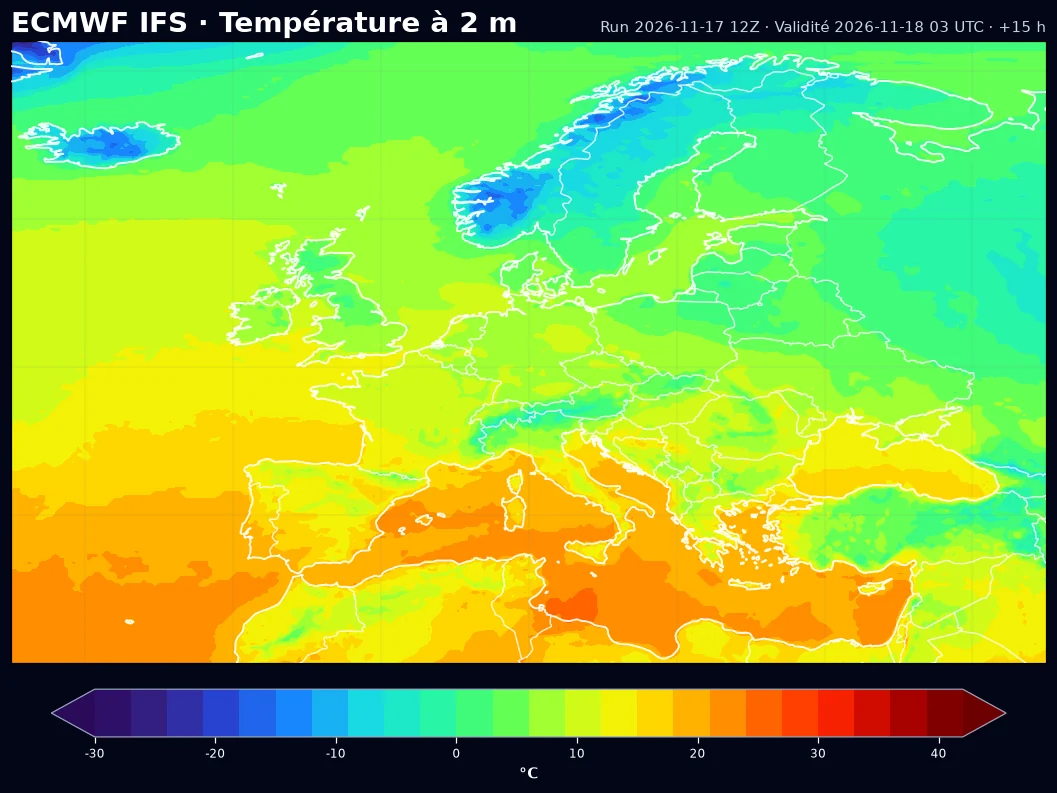 ECMWF IFS · Température à 2 m
Run 2026-11-17 12Z · Validité 2026-11-18 03 UTC · +15 h
-30 -20 -10 0 10 20 30 40
°C